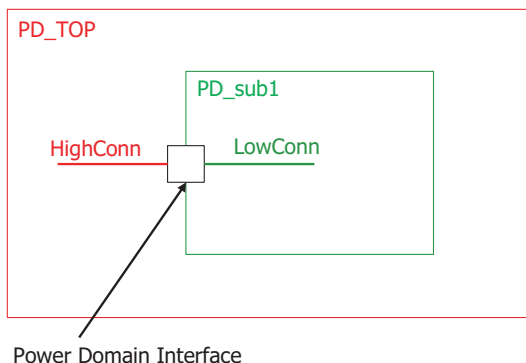 PD_TOP
PD_sub1
HighConn
LowConn
Power Domain Interface